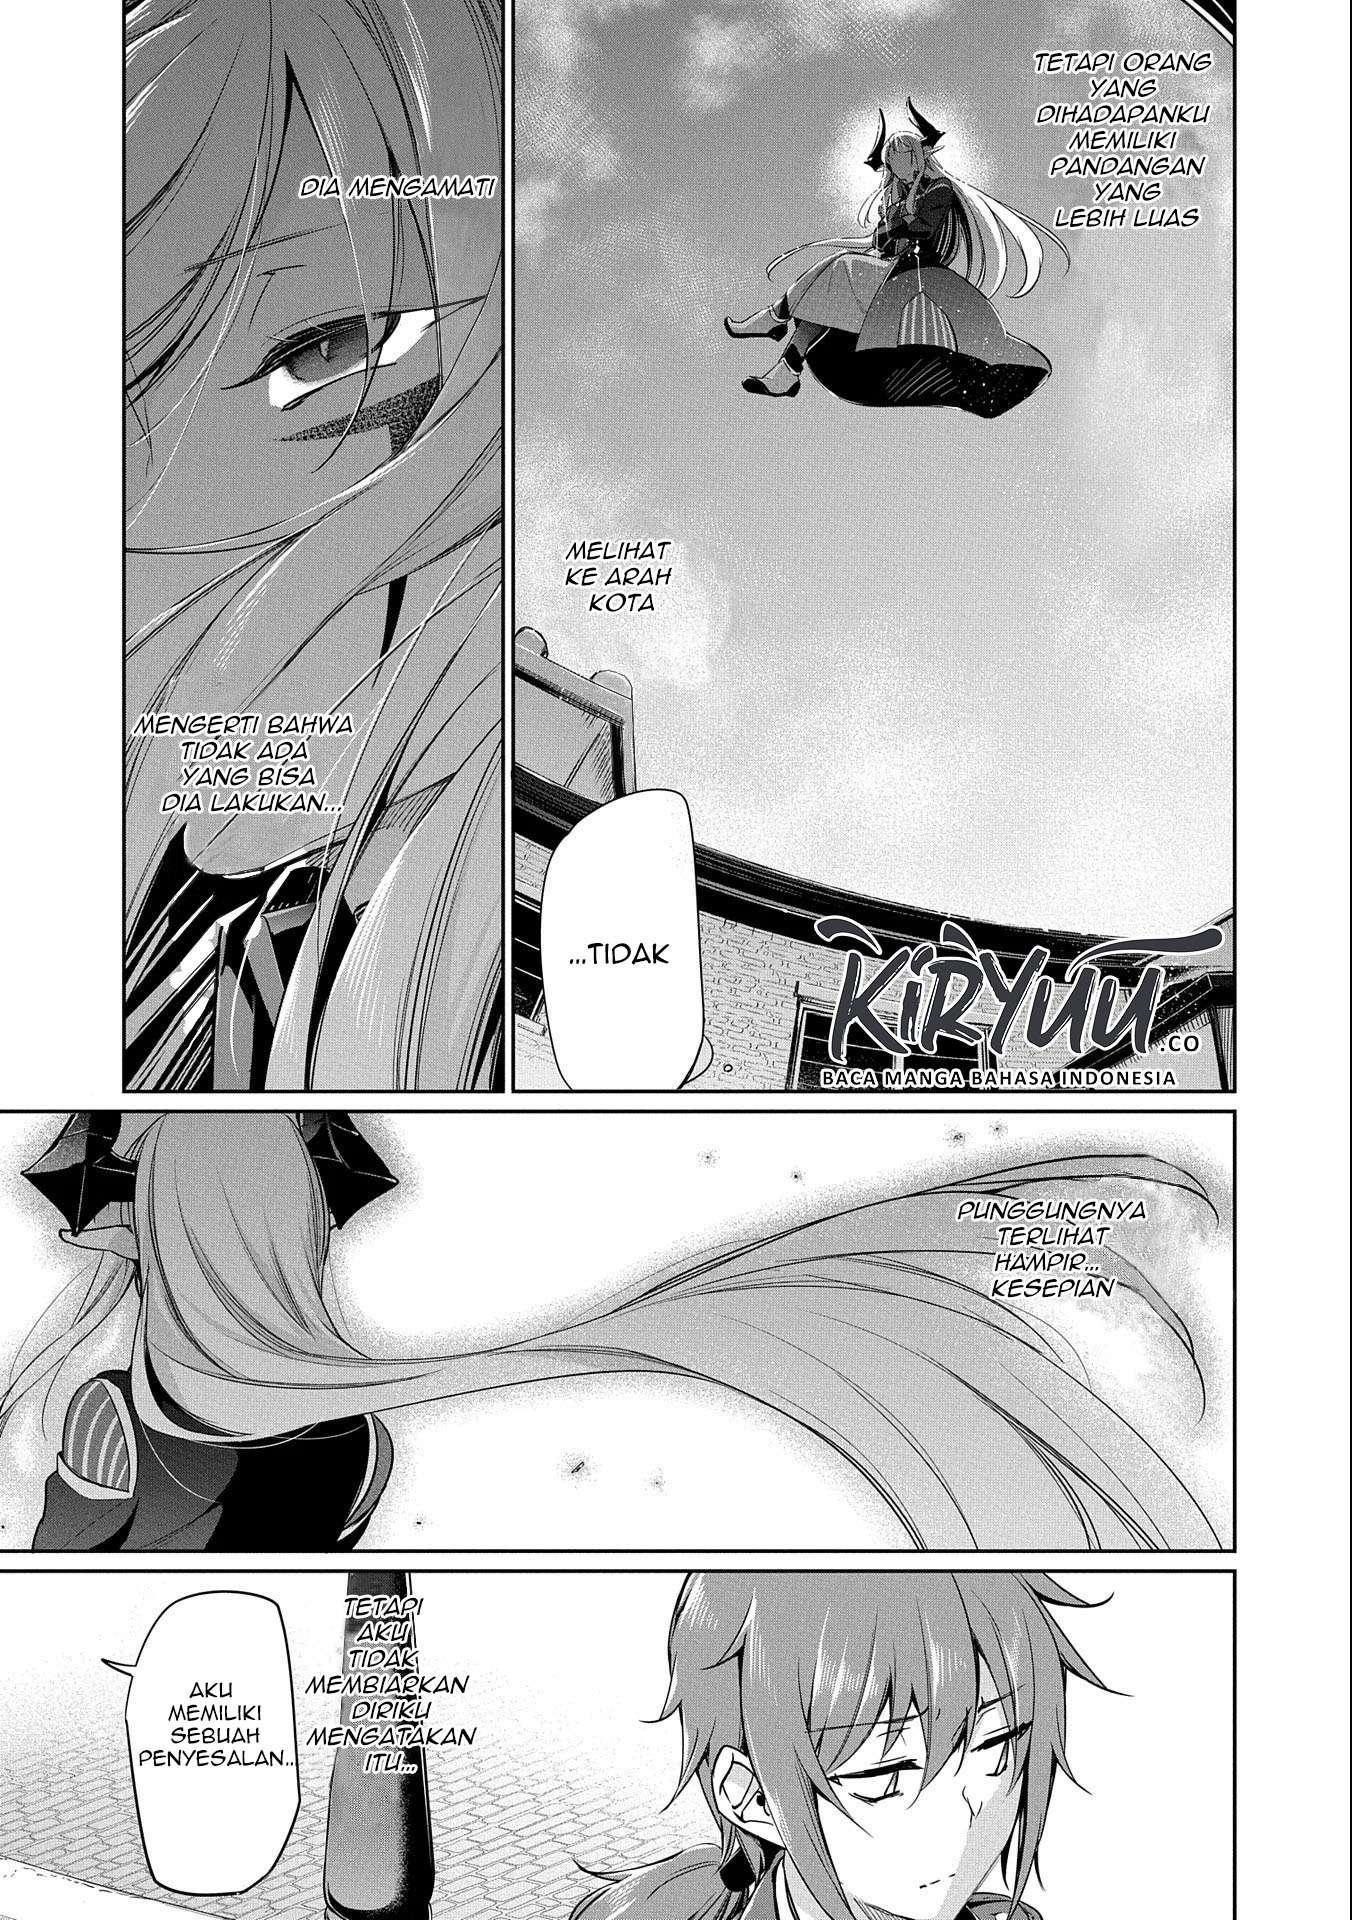 TETAPI ORANG
YANG
DIHADAPANKU
MEMILIKI
PANDANGAN
YANG
LEBIH LUAS
MELIHAT
KE ARAH
KOTA
...TIDAK
KIRYUU.CO
BACA MANGA BAHASA INDONESIA
DIA MENGAMATI
MENGERTI BAHWA
TIDAK ADA
YANG BISA
DIA LAKUKAN...
PUNGGUNGNYA
TERLIHAT
HAMPIR...
KESEPIAN
TETAPI
AKU
TIDAK
MEMBIARKAN
DIRIKU
MENGATAKAN
ITU...
AKU
MEMILIKI
SEBUAH
PENYESALAN...